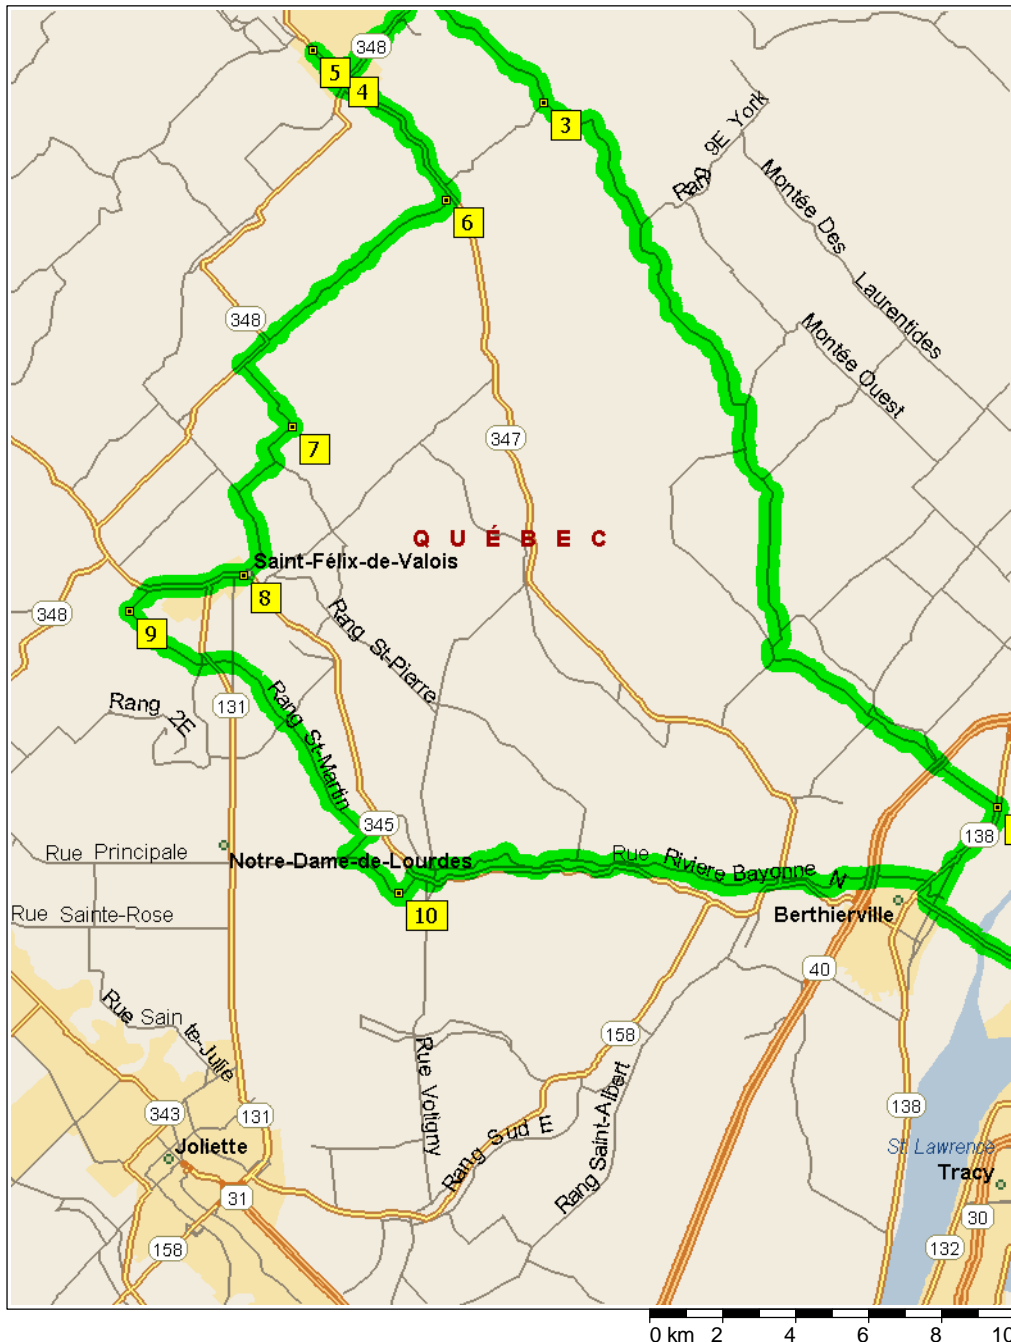 348
5
4
3
Rang 9E York
6
Montée Des Laurentides
348
Montée Ouest
7
347
QUÉBEC
Saint-Félix-de-Valois
8
348
9
Rang St-Pierre
Rang 2E
131
Rang St-Martin
345
138
Rue Principale
Notre-Dame-de-Lourdes
Rue Riviere Bayonne N
Rue Sainte-Rose
10
Berthierville
40
Rue Sainte-Julie
158
Rue Voligny
343
131
138
Joliette
Rang Sud E
Rang Saint-Albert
St. Lawrence
Tracy
31
30
158
132
0 km 2 4 6 8 10